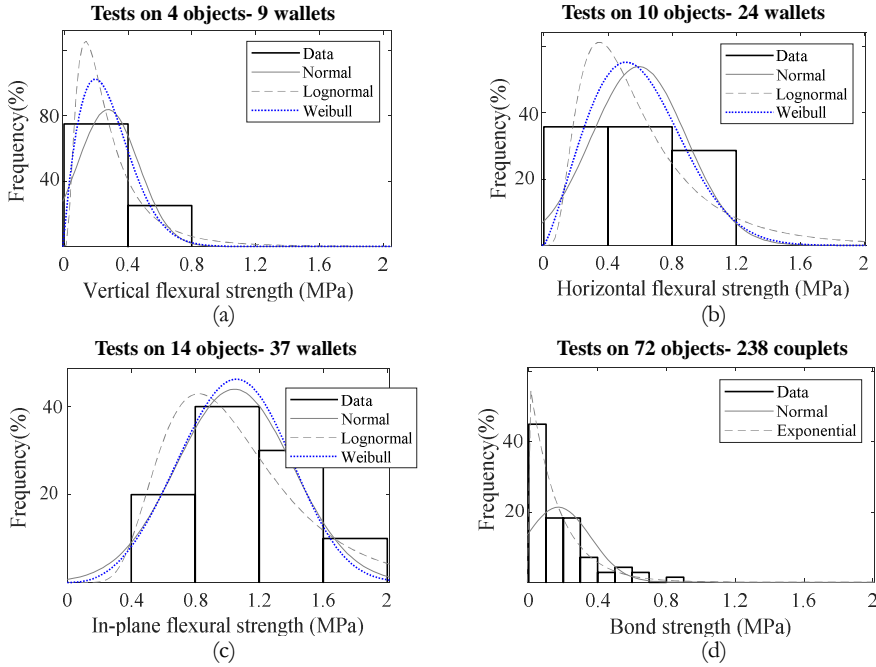 Tests on 4 objects- 9 wallets
Frequency(%)
80
40
Data
Normal
Lognormal
Weibull
0 0.4 0.8 1.2 1.6 2
Vertical flexural strength (MPa)
(a)
Tests on 10 objects- 24 wallets
Frequency(%)
40
20
Data
Normal
Lognormal
Weibull
0 0.4 0.8 1.2 1.6 2
Horizontal flexural strength (MPa)
(b)
Tests on 14 objects- 37 wallets
Frequency(%)
40
20
Data
Normal
Lognormal
Weibull
0 0.4 0.8 1.2 1.6 2
In-plane flexural strength (MPa)
(c)
Tests on 72 objects- 238 couplets
Frequency(%)
40
20
Data
Normal
Exponential
0 0.4 0.8 1.2 1.6 2
Bond strength (MPa)
(d)